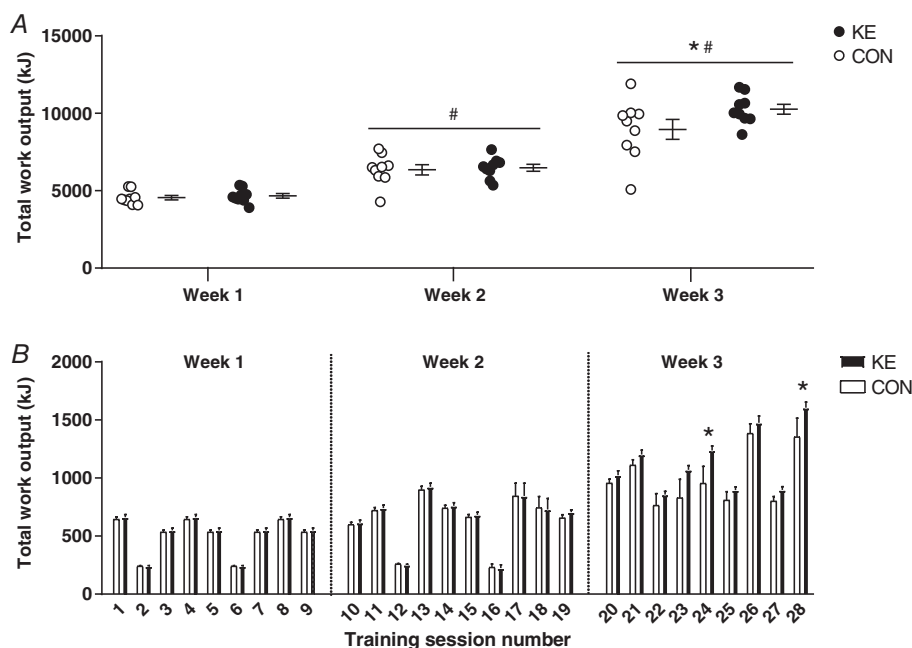 A
Total work output (kJ)
15000
10000
5000
0
* #
#
KE
CON
Week 1 Week 2 Week 3
B
Total work output (kJ)
2000
1500
1000
500
0
Week 1 Week 2 Week 3
KE
CON
* *
1 2 3 4 5 6 7 8 9 10 11 12 13 14 15 16 17 18 19 20 21 22 23 24 25 26 27 28
Training session number